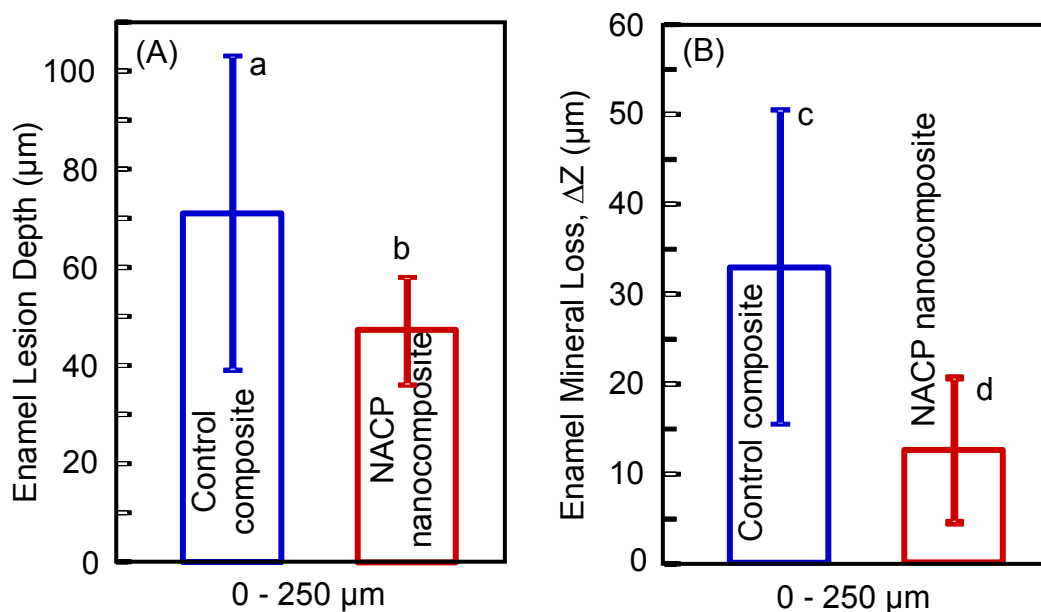 (A)
Enamel Lesion Depth (µm)
100
80
60
40
20
0
a
b
Control
composite
NACP
nanocomposite
0 - 250 µm
(B)
Enamel Mineral Loss, ΔZ (µm)
60
50
40
30
20
10
0
c
d
Control composite
NACP nanocomposite
0 - 250 µm